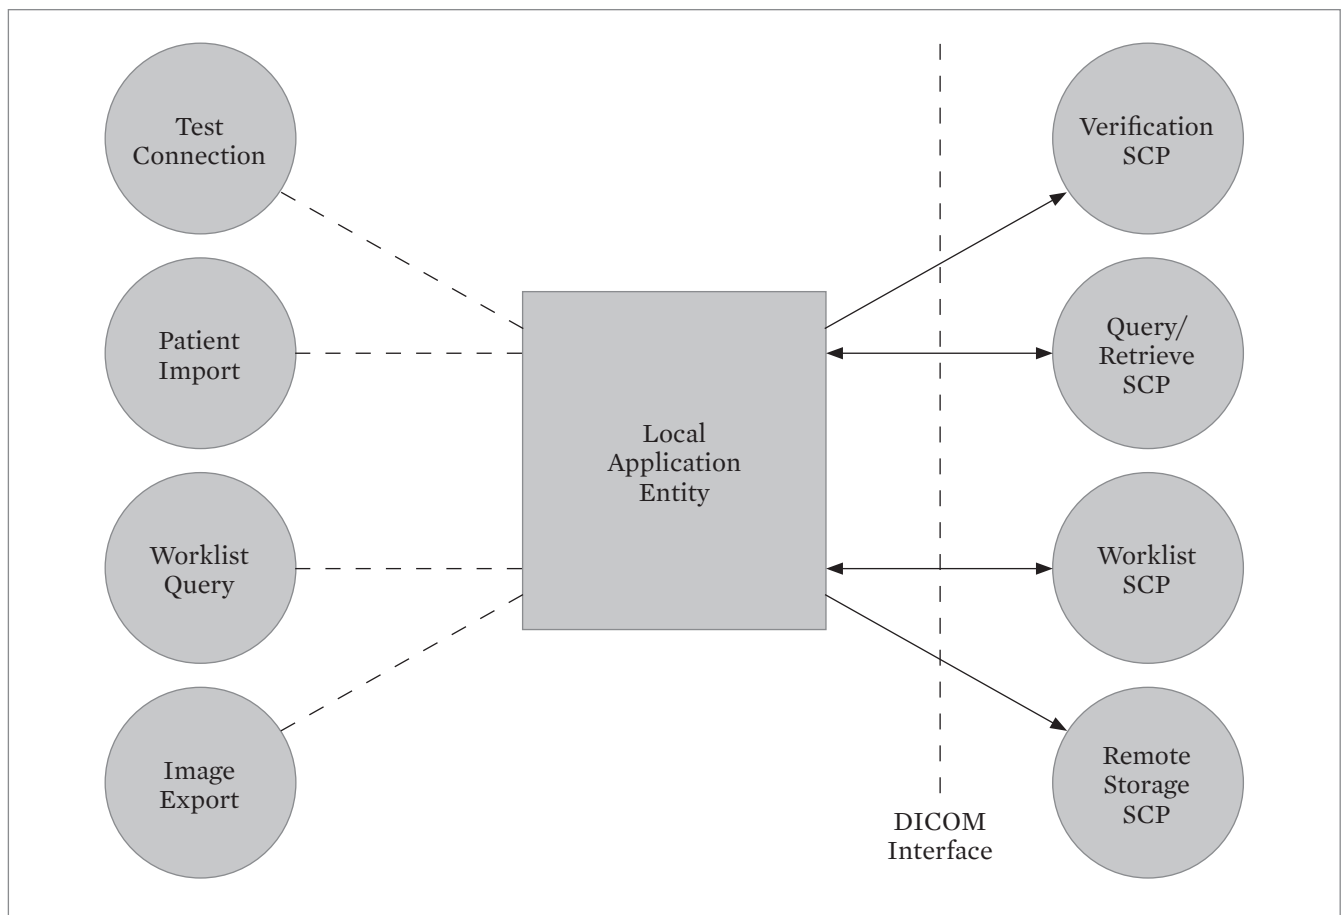 Test
Connection
Verification
SCP
Patient
Import
Query/
Retrieve
SCP
Local
Application
Entity
Worklist
Query
Worklist
SCP
Image
Export
Remote
Storage
SCP
DICOM
Interface